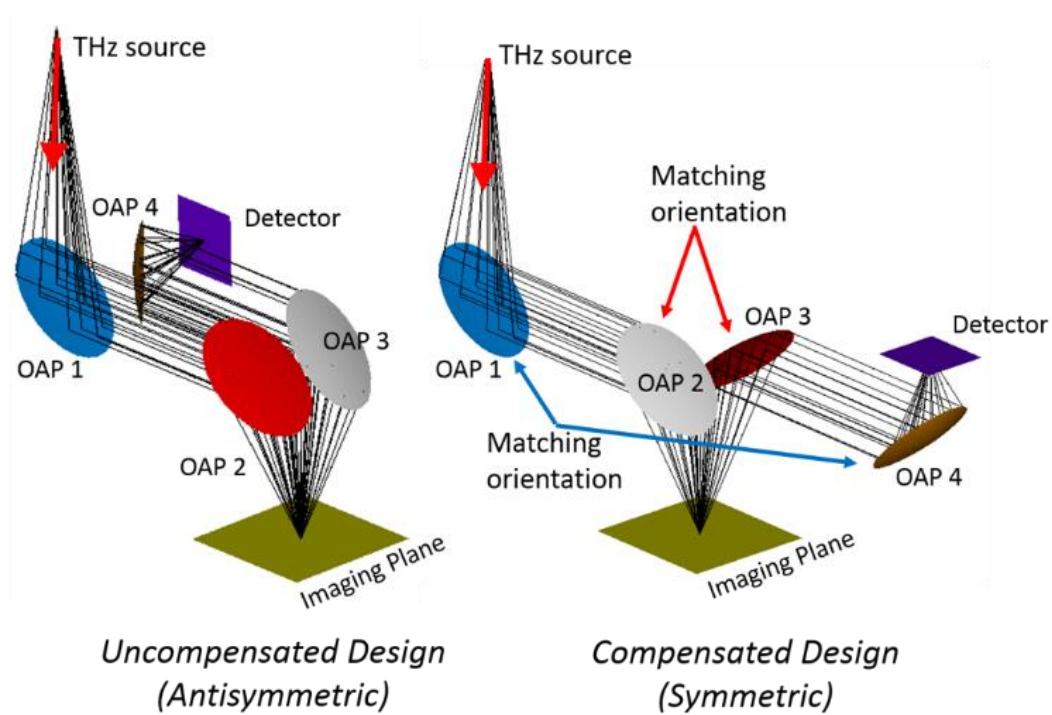 THz source
OAP 4
Detector
OAP 1
OAP 3
OAP 2
Imaging Plane
Uncompensated Design
(Antisymmetric)
THz source
Matching
orientation
OAP 3
Detector
OAP 1
OAP 2
Matching
orientation
OAP 4
Imaging Plane
Compensated Design
(Symmetric)